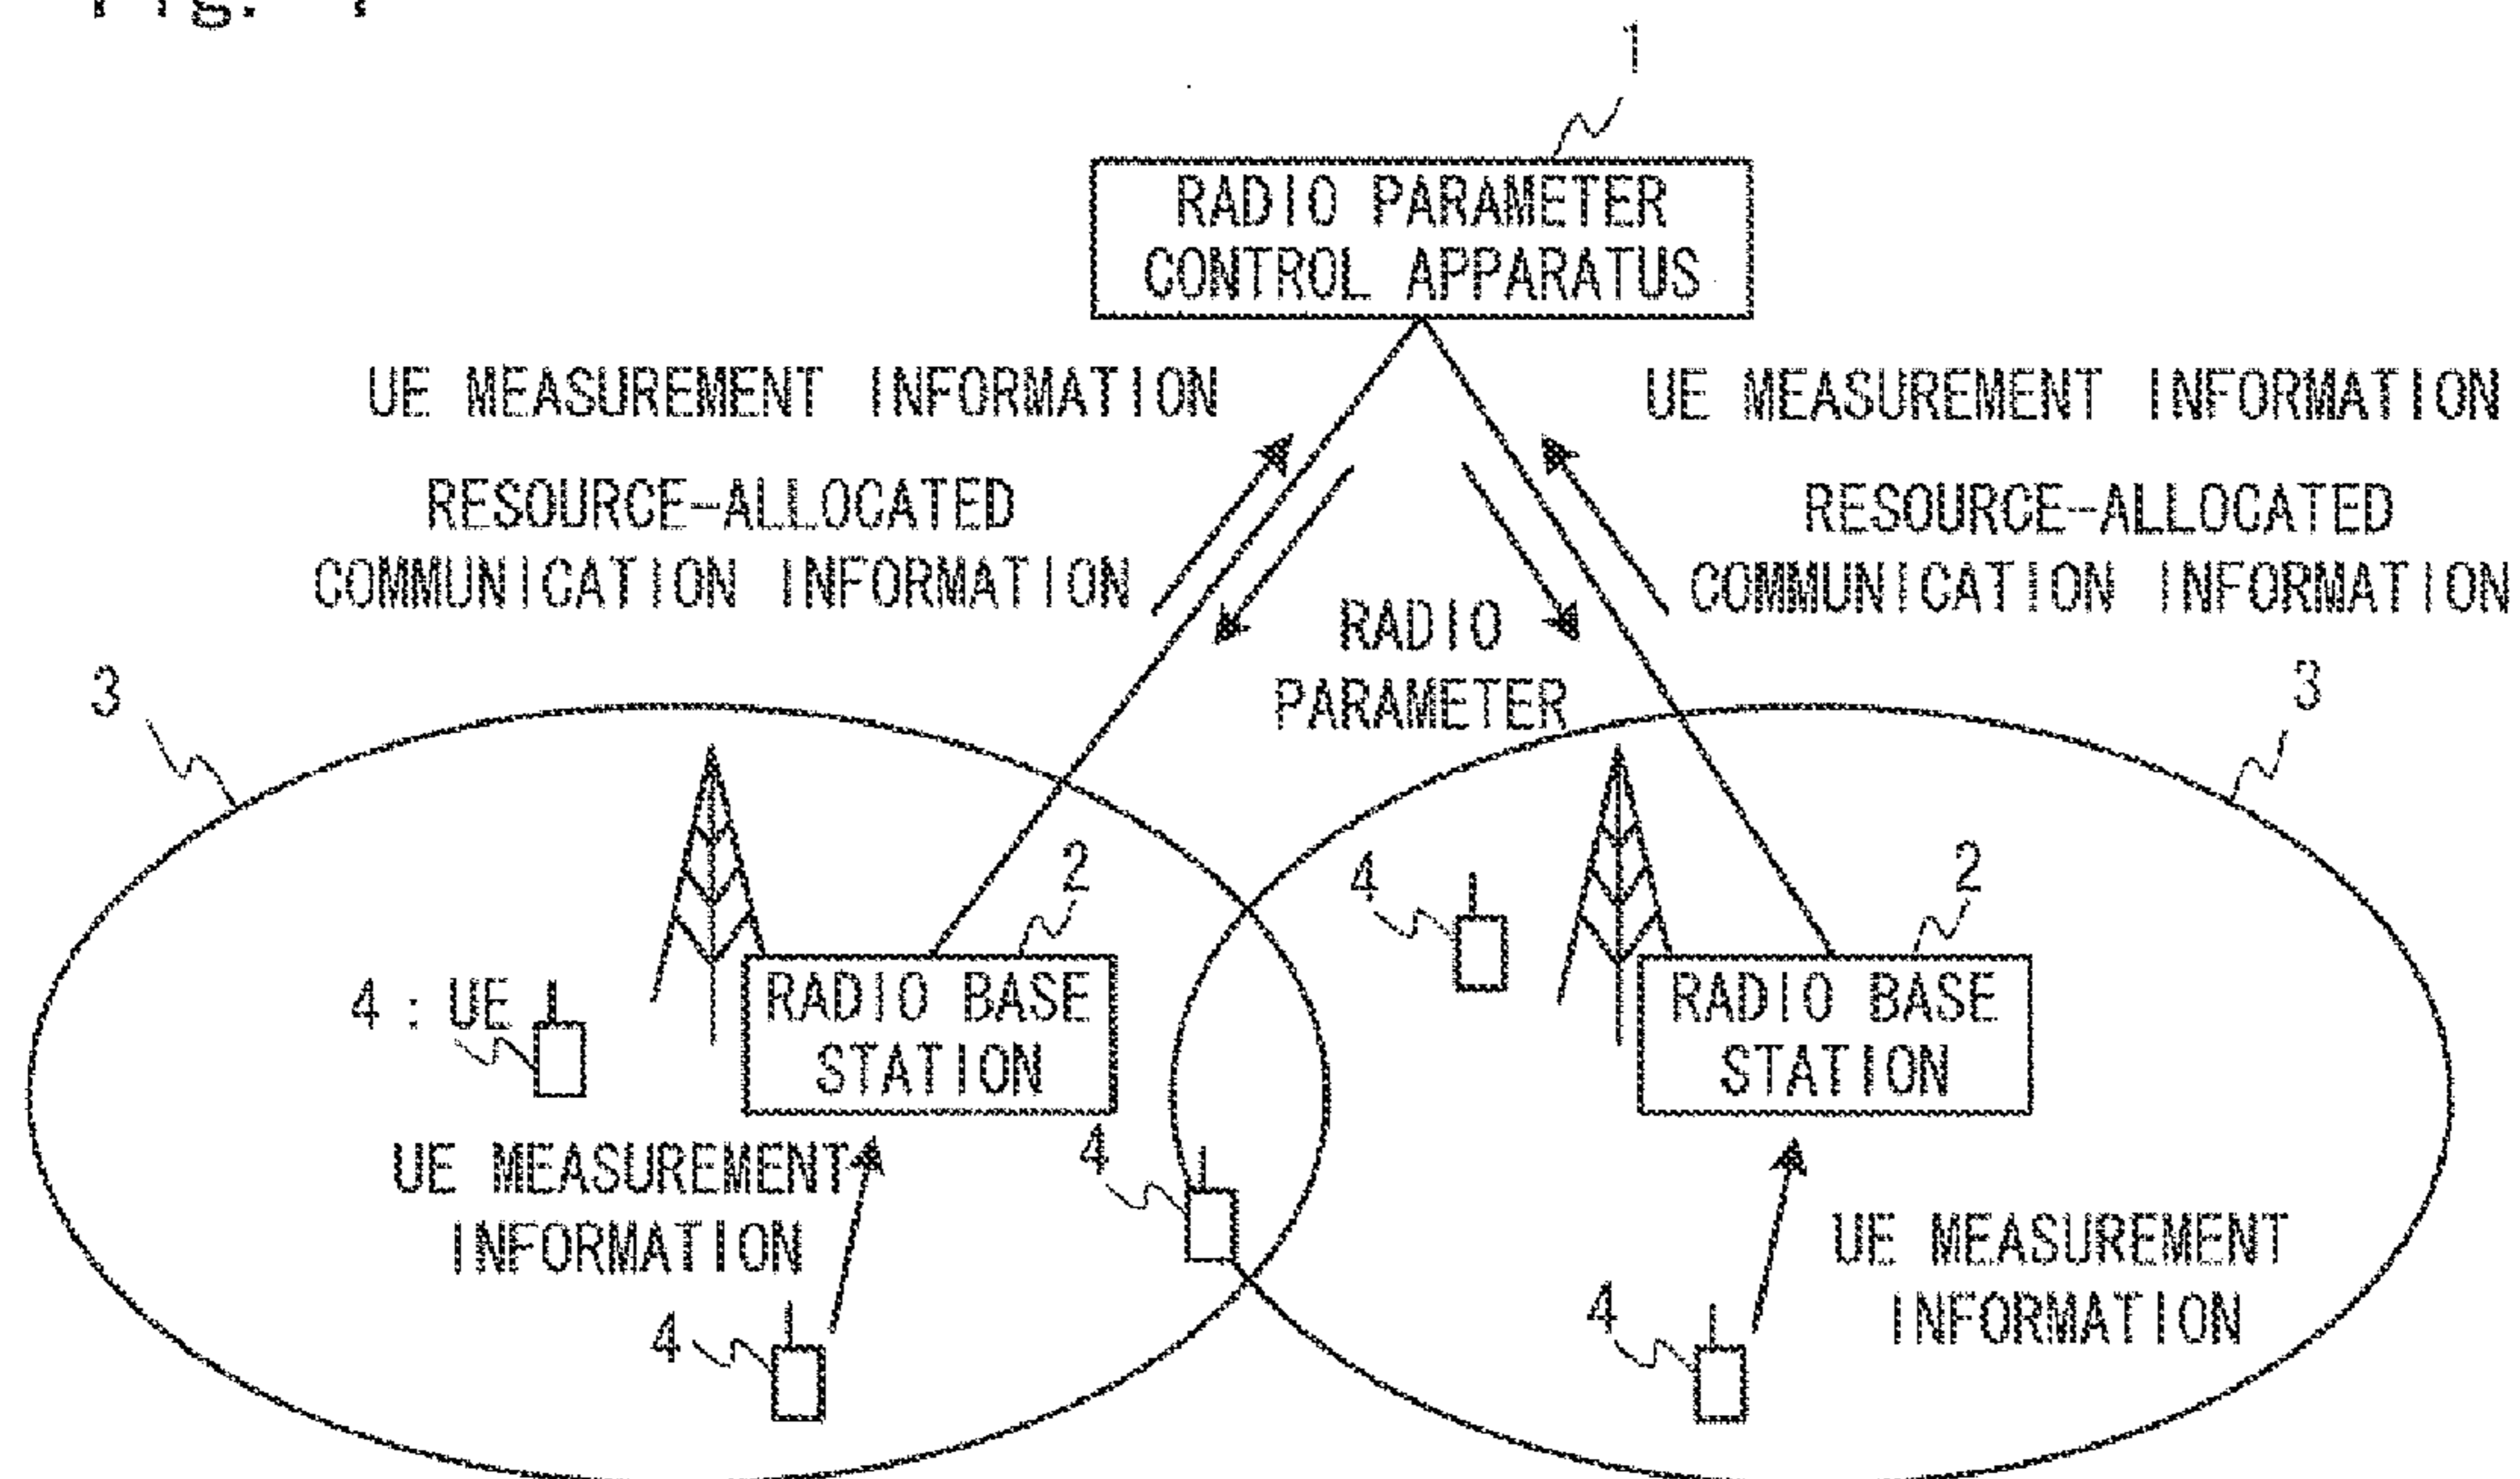 1
RADIO PARAMETER
CONTROL APPARATUS
UE MEASUREMENT INFORMATION
RESOURCE-ALLOCATED
COMMUNICATION INFORMATION
UE MEASUREMENT INFORMATION
RESOURCE-ALLOCATED
COMMUNICATION INFORMATION
RADIO
PARAMETER
3
3
2
4
2
4 : UE
RADIO BASE
STATION
RADIO BASE
STATION
UE MEASUREMENT
INFORMATION
4
UE MEASUREMENT
INFORMATION
4
4